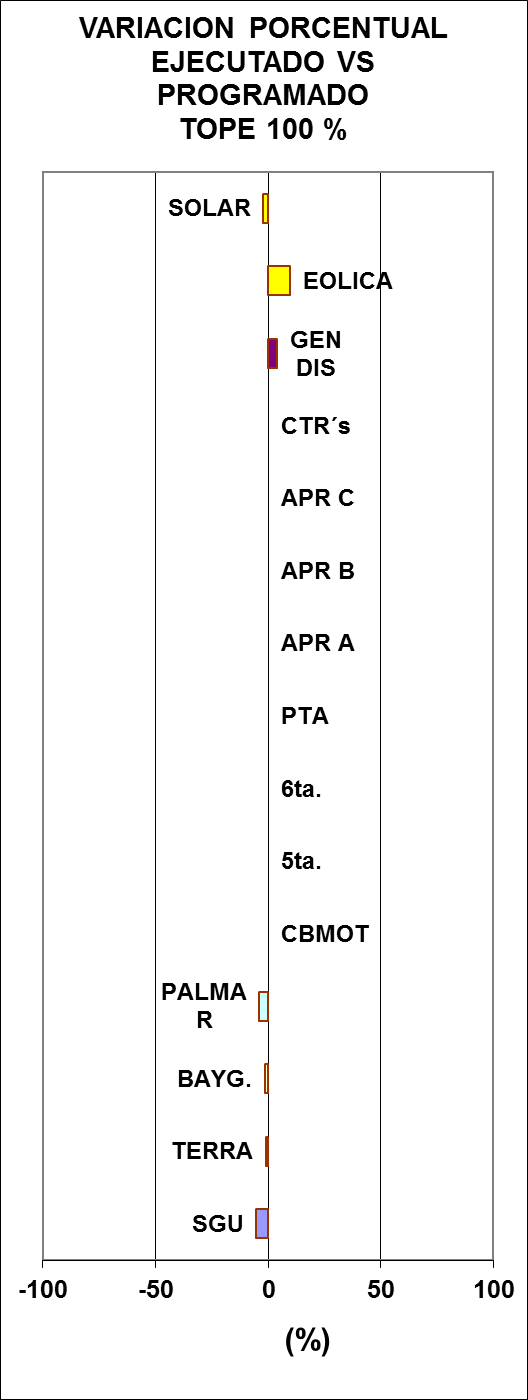 VARIACION PORCENTUAL
EJECUTADO VS
PROGRAMADO
TOPE 100 %
SOLAR
EOLICA
GEN
DIS
CTR´s
APR C
APR B
APR A
PTA
6ta.
5ta.
CBMOT
PALMA
R
BAYG.
TERRA
SGU
-100 -50 0 50 100
(%)